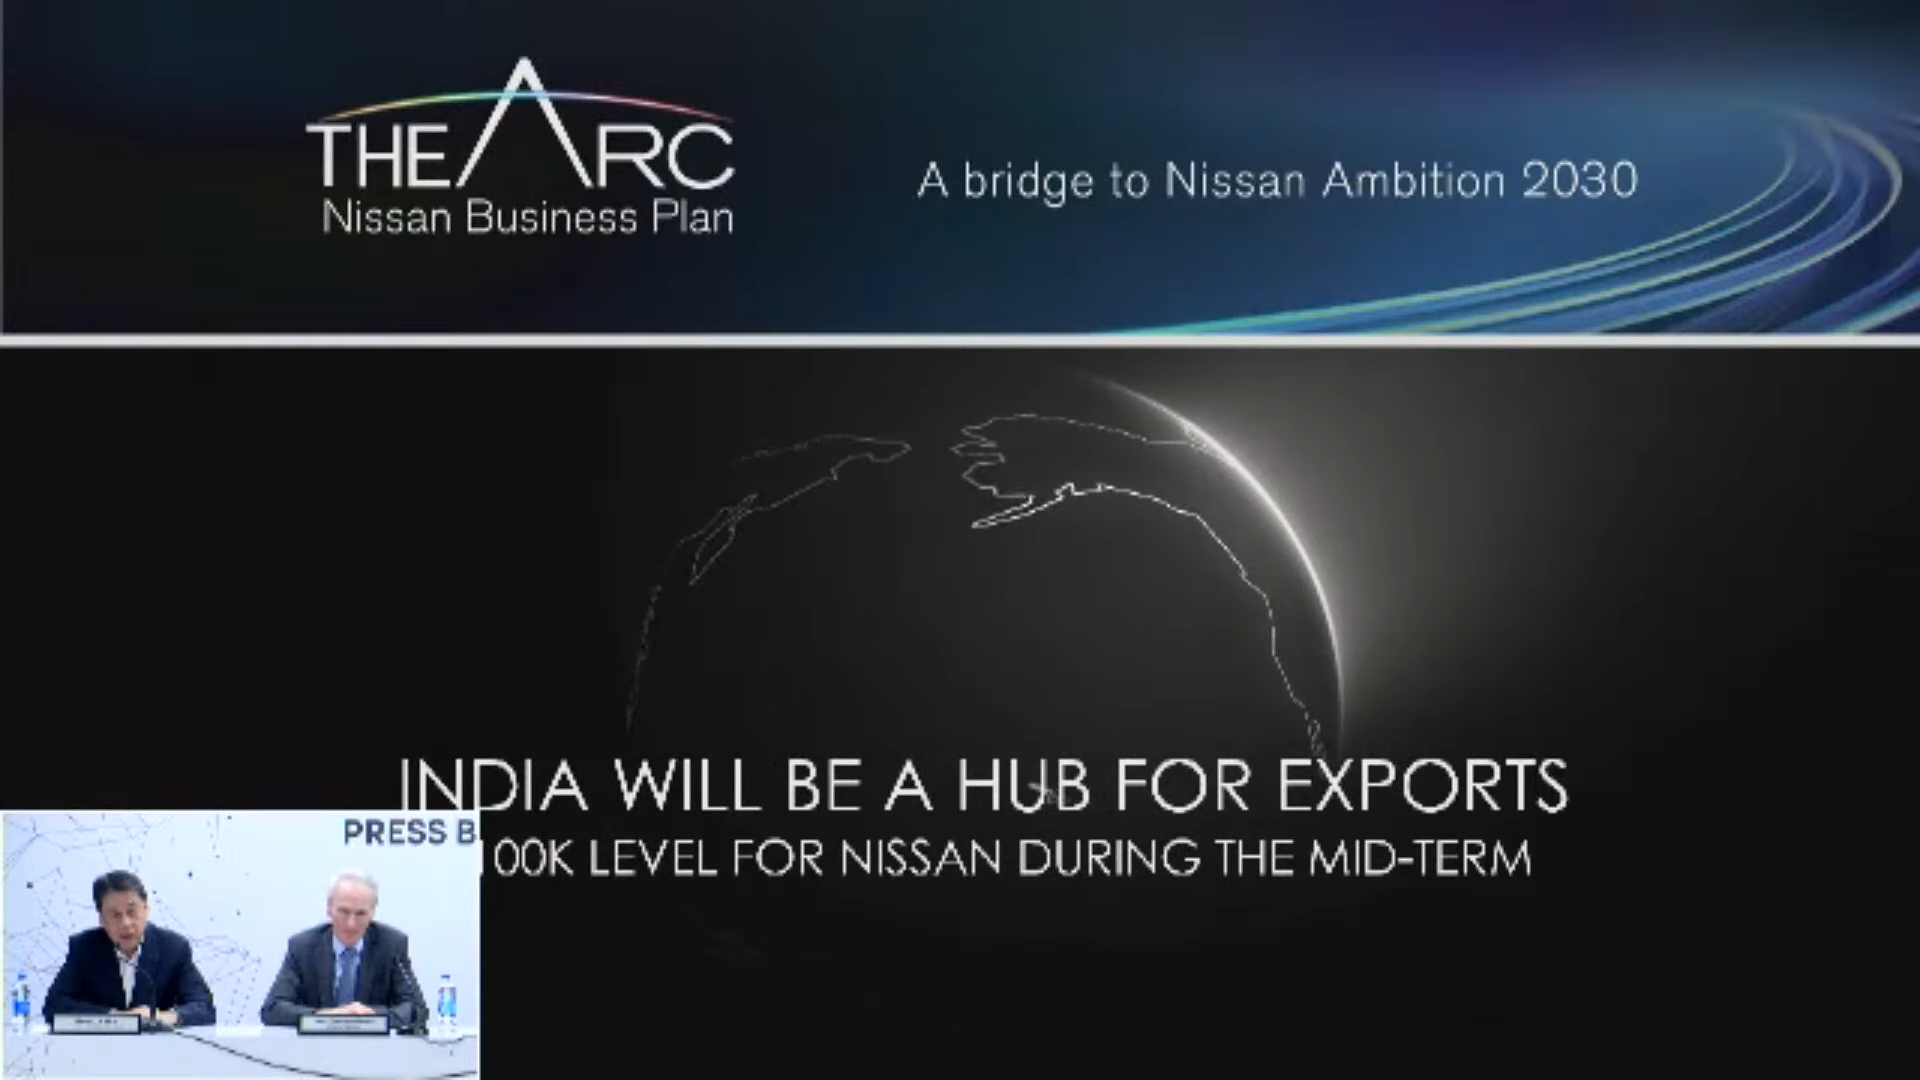 THE ARC
Nissan Business Plan
A bridge to Nissan Ambition 2030
INDIA WILL BE A HUB FOR EXPORTS
100K LEVEL FOR NISSAN DURING THE MID-TERM
PRESS B